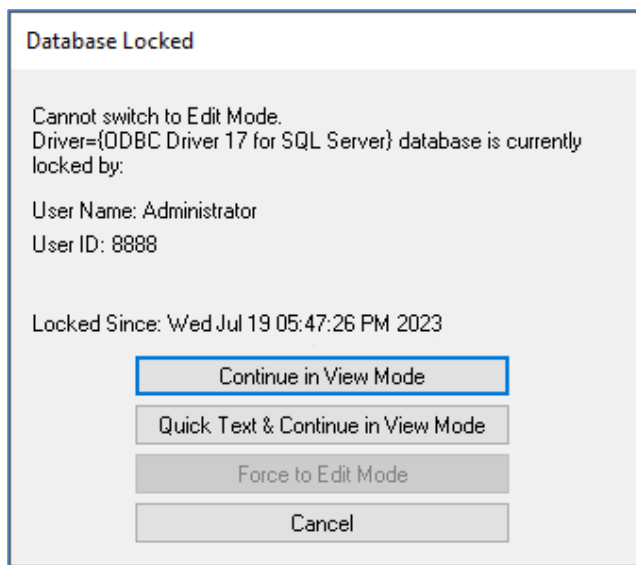 Database Locked
Cannot switch to Edit Mode.
Driver={ODBC Driver 17 for SQL Server} database is currently
locked by:
User Name: Administrator
User ID: 8888
Locked Since: Wed Jul 19 05:47:26 PM 2023
Continue in View Mode
Quick Text & Continue in View Mode
Force to Edit Mode
Cancel